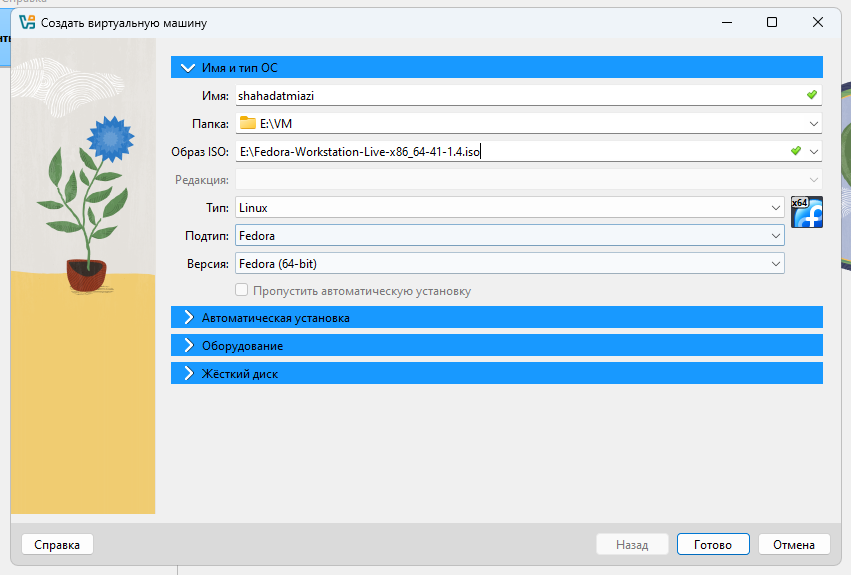 Справка
Создать виртуальную машину
Имя и тип ОС
Имя: shahadatmiazi
Папка: E:\VM
Образ ISO: E:\Fedora-Workstation-Live-x86_64-41-1.4.iso
Редакция:
Тип: Linux
x64
Подтип: Fedora
Версия: Fedora (64-bit)
Пропустить автоматическую установку
Автоматическая установка
Оборудование
Жёсткий диск
Справка Назад Готово Отмена